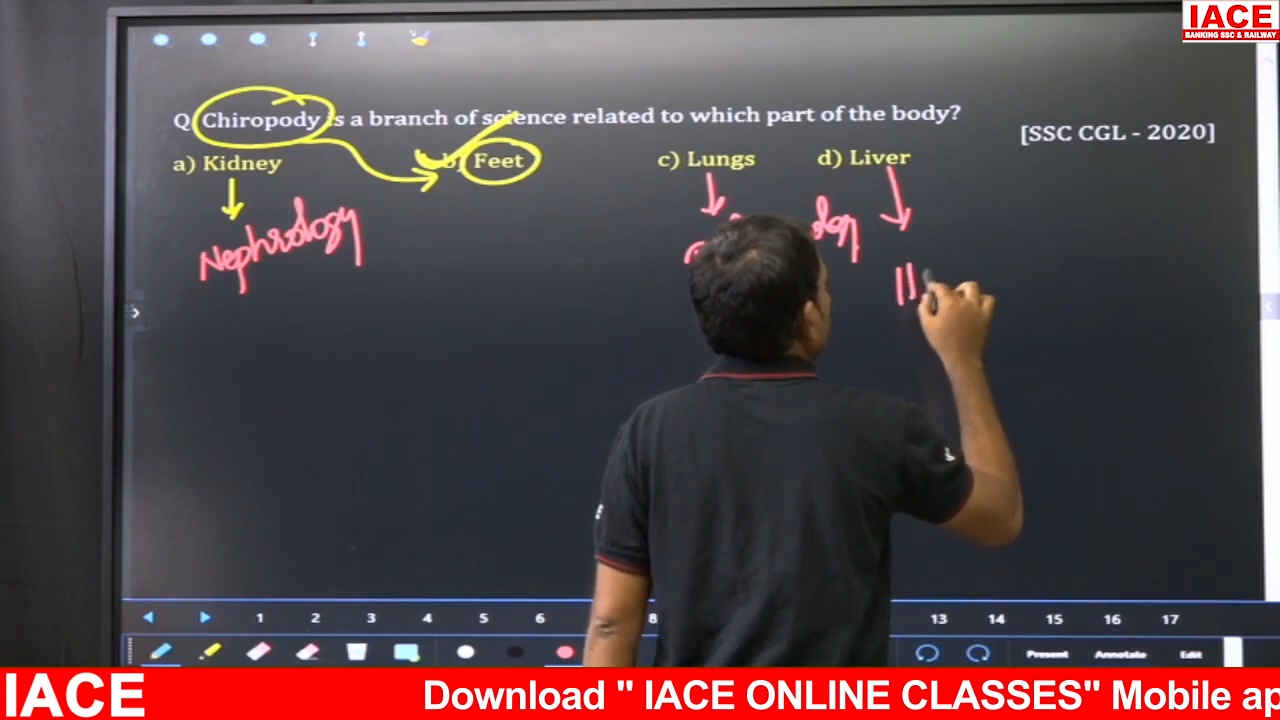 IACE
BANKING SSC & RAILWAY
Q Chiropody is a branch of science related to which part of the body?
[SSC CGL - 2020]
a) Kidney b) Feet c) Lungs d) Liver
Nephrology
1 2 3 4 5 6 8 13 14 15 16 17
Present Annotate Edit
IACE Download " IACE ONLINE CLASSES" Mobile ap